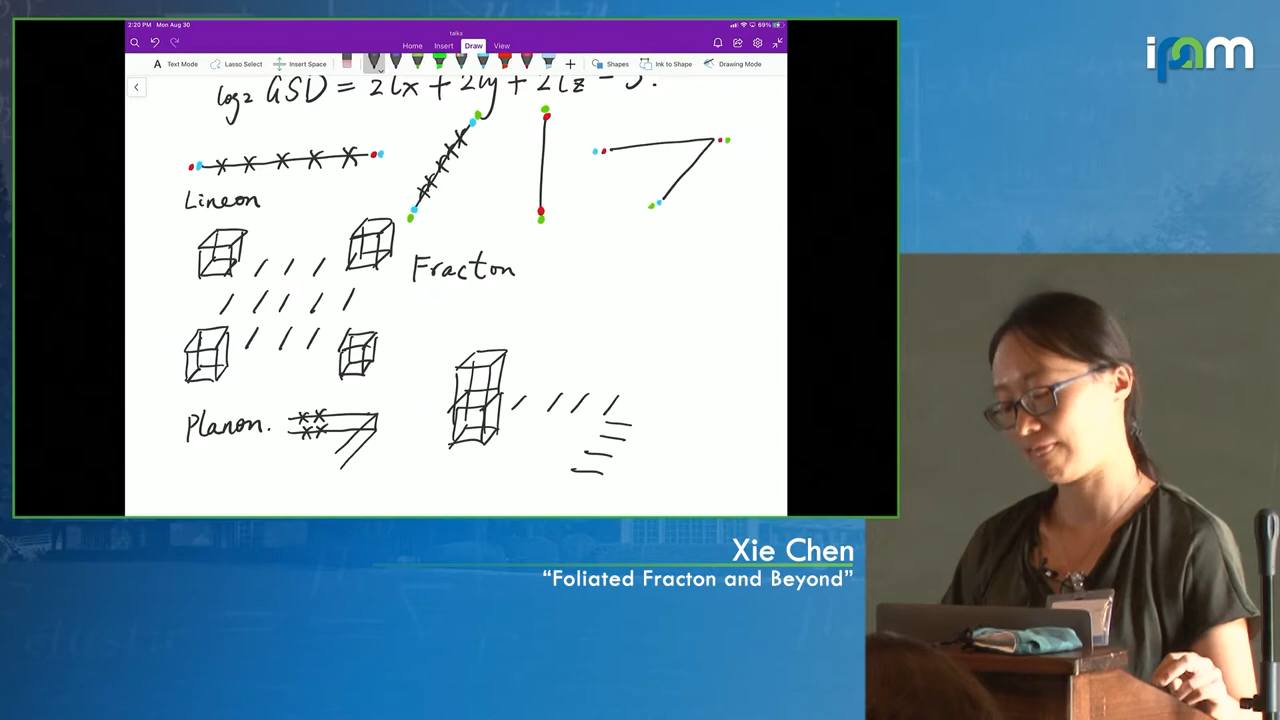 2:20 PM Mon Aug 30
69%
talks
Home Insert Draw View
Text Mode Lasso Select Insert Space Shapes Ink to Shape Drawing Mode
log2 GSD = 2Lx + 2Ly + 2Lz - 3.
Lineon
Fracton
Planon.
Xie Chen
“Foliated Fracton and Beyond”
ipam